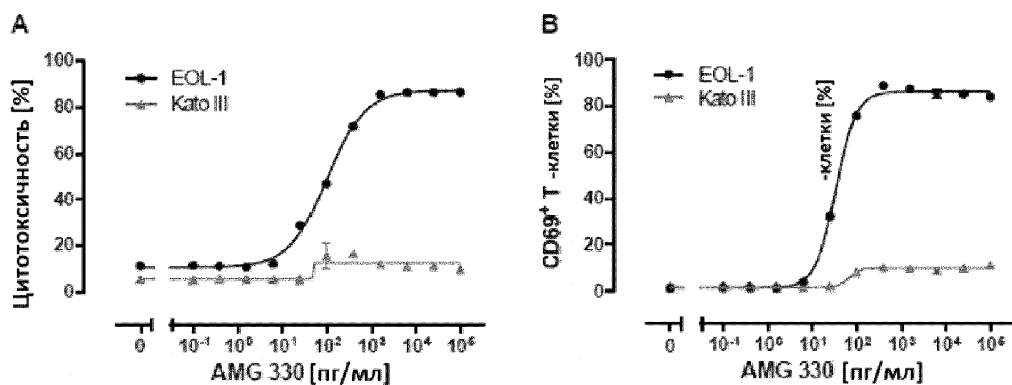 A
Цитотоксичность [%]
100
80
60
40
20
0
EOL-1
Kato III
0 10⁻¹ 10⁰ 10¹ 10² 10³ 10⁴ 10⁵ 10⁶
AMG 330 [пг/мл]
B
CD69⁺ T -клетки [%]
100
80
60
40
20
0
EOL-1
Kato III
-клетки [%]
0 10⁻¹ 10⁰ 10¹ 10² 10³ 10⁴ 10⁵ 10⁶
AMG 330 [пг/мл]